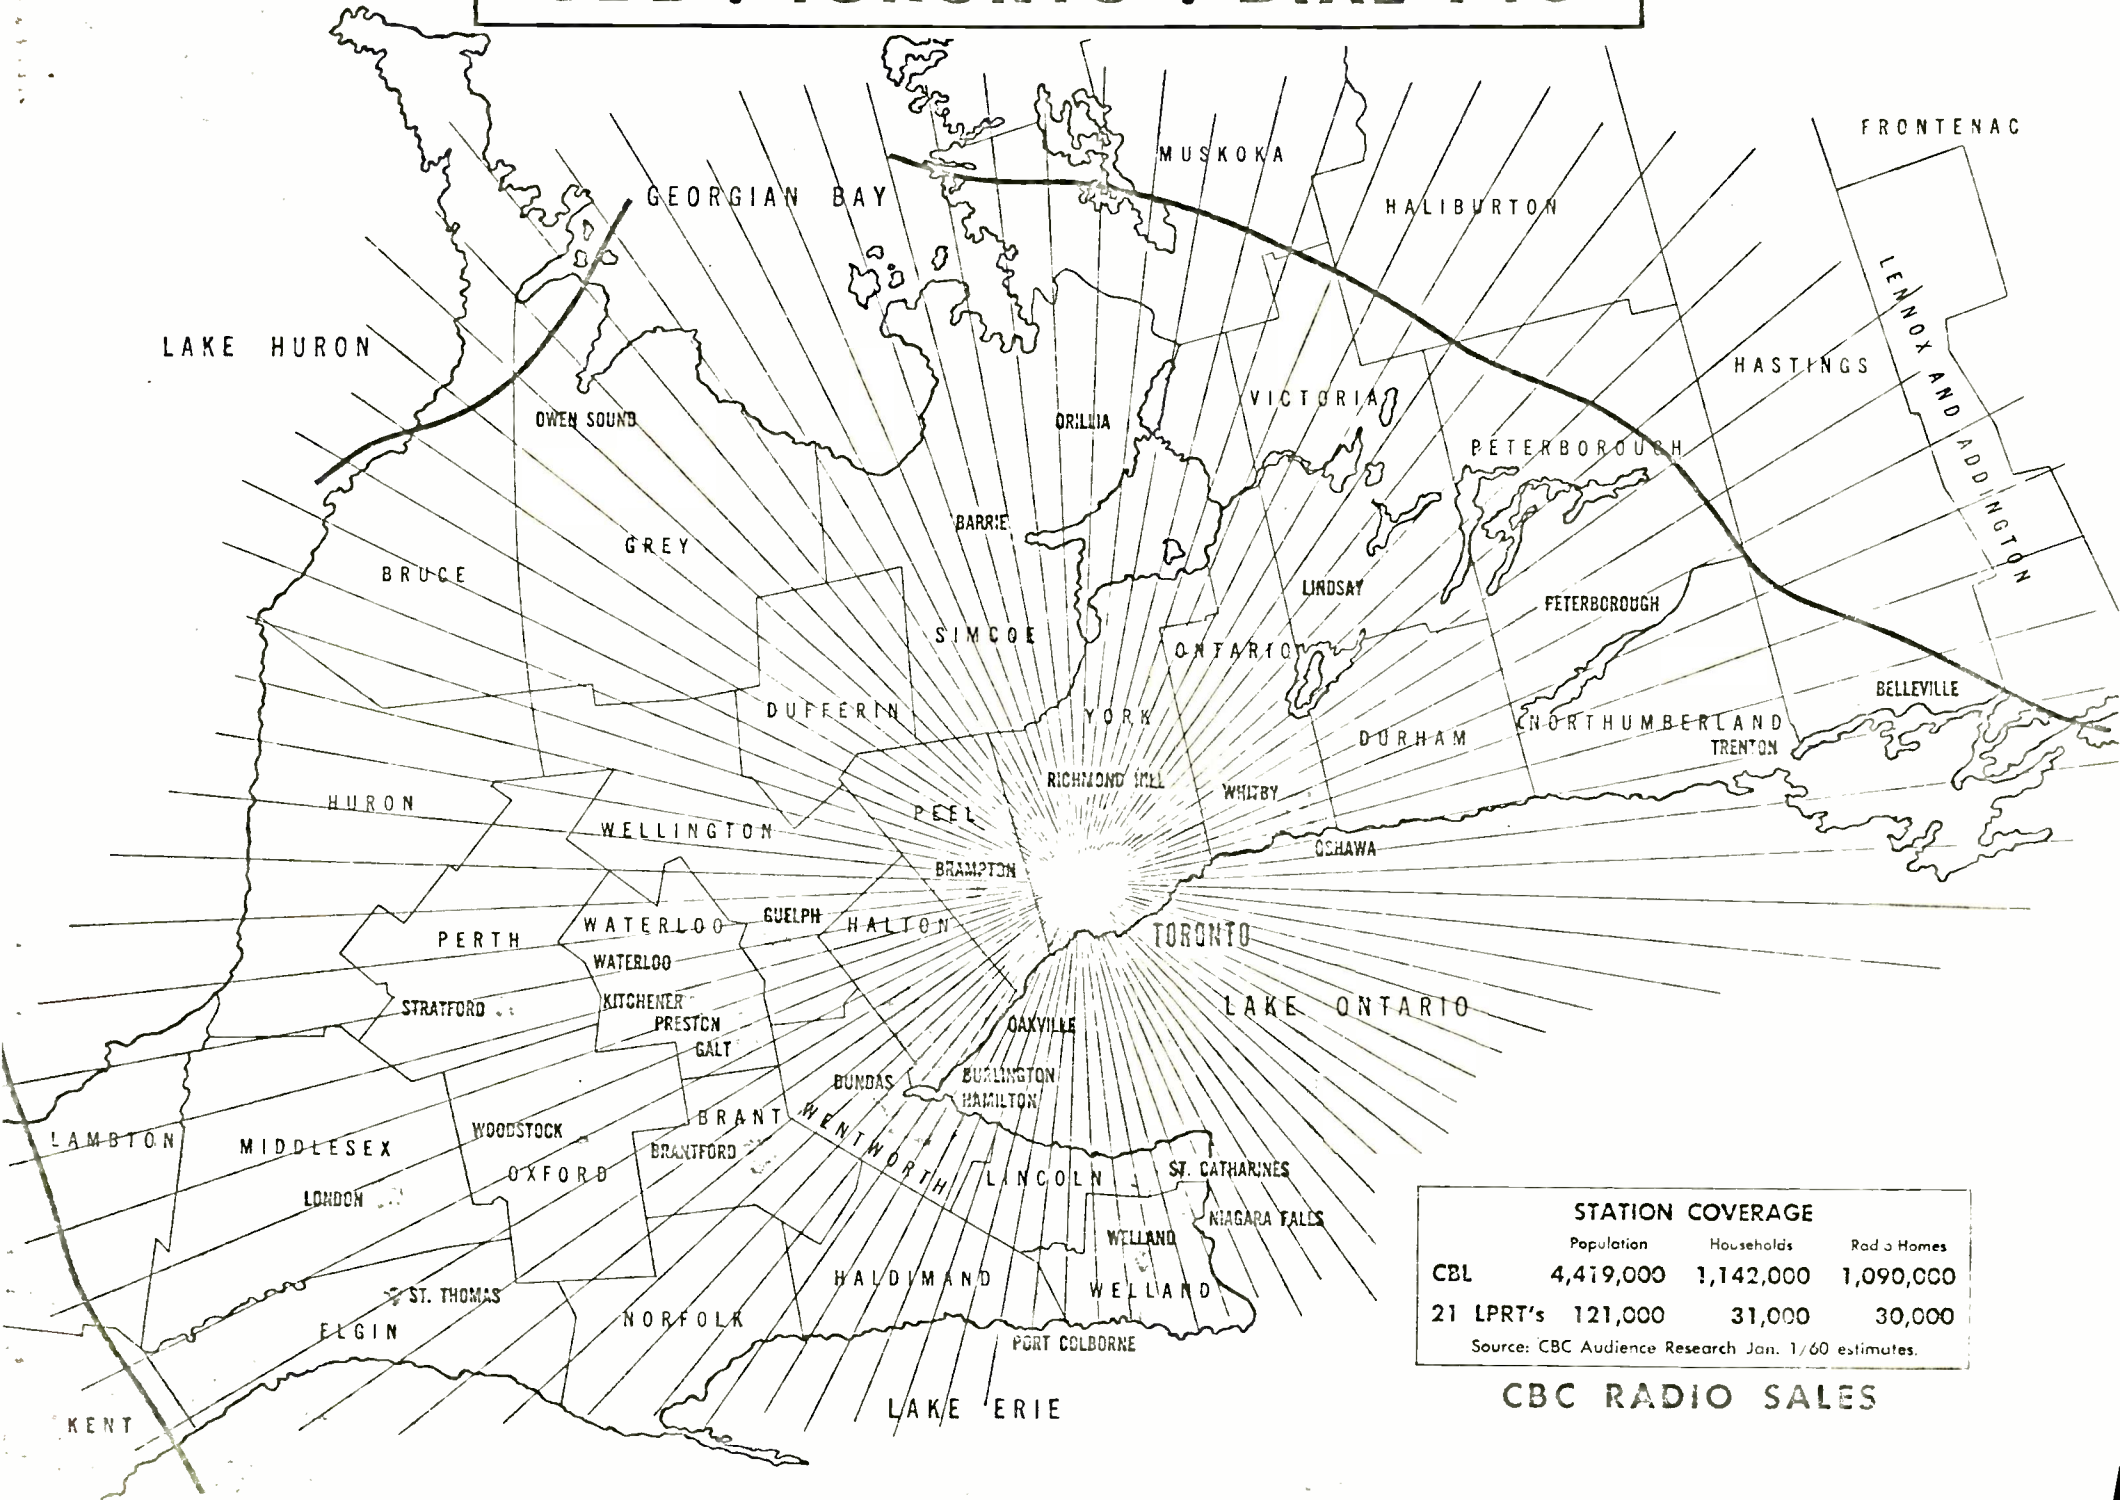 CBL • TORONTO • DIAL 740
FRONTENAC
MUSKOKA
GEORGIAN BAY
HALIBURTON
LENNOX AND ADDINGTON
LAKE HURON
HASTINGS
VICTORIA
OWEN SOUND
ORILLIA
PETERBOROUGH
BARRIE
GREY
BRUCE
LINDSAY
PETERBOROUGH
SIMCOE
ONTARIO
BELLEVILLE
DUFFERIN
YORK
NORTHUMBERLAND
DURHAM
TRENTON
RICHMOND HILL
WHITBY
HURON
PEEL
WELLINGTON
OSHAWA
BRAMPTON
GUELPH
WATERLOO
HALTON
PERTH
TORONTO
WATERLOO
KITCHENER
STRATFORD
LAKE ONTARIO
PRESTON
OAKVILLE
GALT
DUNDAS
BURLINGTON
HAMILTON
BRANT
WENTWORTH
WOODSTOCK
LAMBTON
MIDDLESEX
BRANTFORD
OXFORD
LINCOLN
ST. CATHARINES
LONDON
NIAGARA FALLS
WELLAND
HALDIMAND
WELLAND
ST. THOMAS
NORFOLK
ELGIN
PORT COLBORNE
LAKE ERIE
KENT
STATION COVERAGE
Population Households Radio Homes
CBL 4,419,000 1,142,000 1,090,000
21 LPRT's 121,000 31,000 30,000
Source: CBC Audience Research Jan. 1/60 estimates.
CBC RADIO SALES